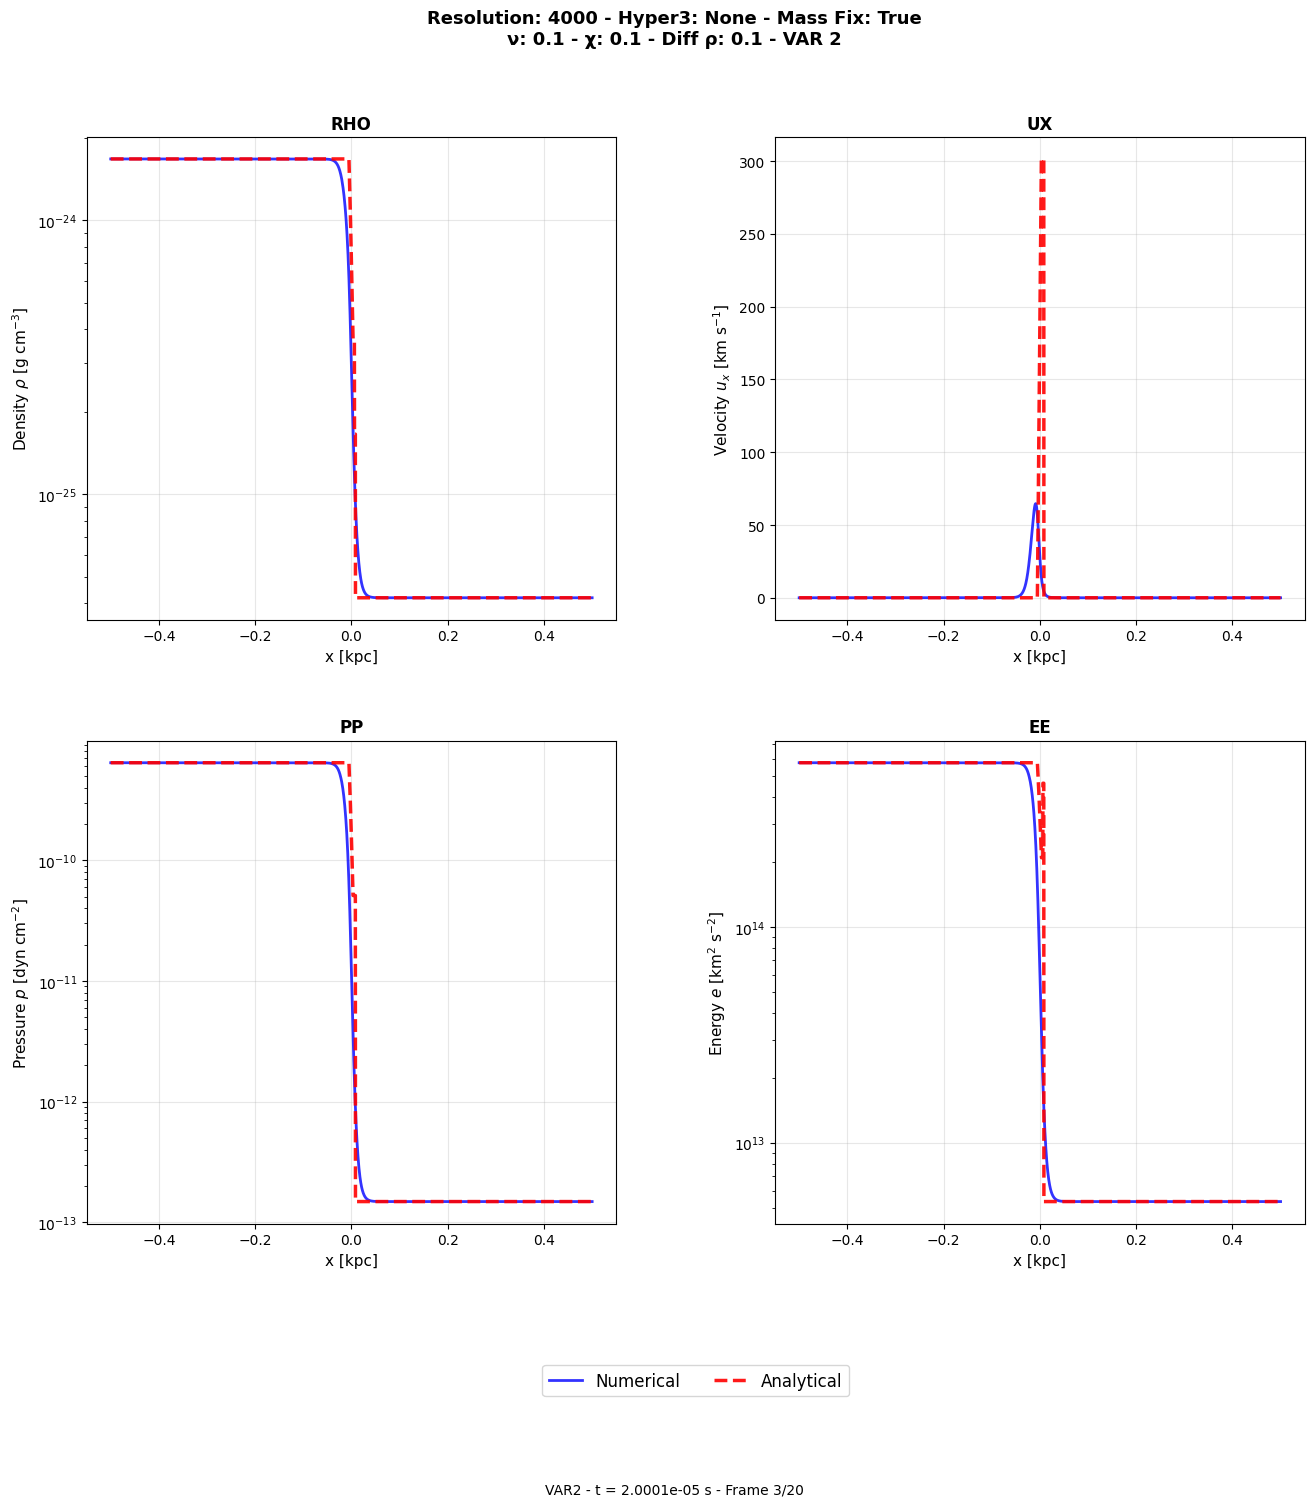 Resolution: 4000 - Hyper3: None - Mass Fix: True
ν: 0.1 - χ: 0.1 - Diff ρ: 0.1 - VAR 2
RHO
10⁻²⁴
10⁻²⁵
Density ρ [g cm⁻³]
−0.4 −0.2 0.0 0.2 0.4
x [kpc]
UX
300
250
200
150
100
50
0
Velocity uₓ [km s⁻¹]
−0.4 −0.2 0.0 0.2 0.4
x [kpc]
PP
10⁻¹⁰
10⁻¹¹
10⁻¹²
10⁻¹³
Pressure p [dyn cm⁻²]
−0.4 −0.2 0.0 0.2 0.4
x [kpc]
EE
10¹⁴
10¹³
Energy e [km² s⁻²]
−0.4 −0.2 0.0 0.2 0.4
x [kpc]
Numerical Analytical
VAR2 - t = 2.0001e-05 s - Frame 3/20